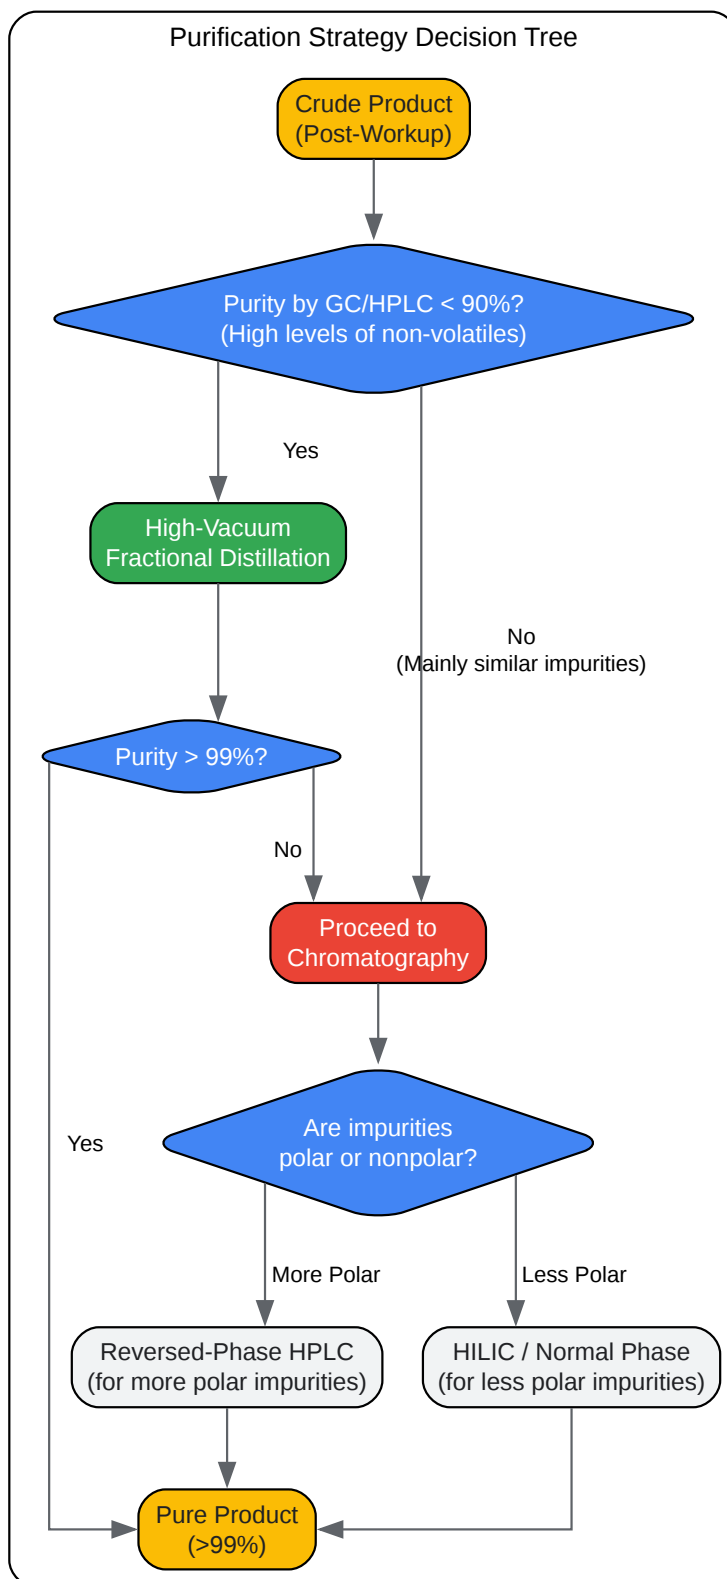 Purification Strategy Decision Tree
Crude Product
(Post-Workup)
Purity by GC/HPLC < 90%?
(High levels of non-volatiles)
Yes
High-Vacuum
Fractional Distillation
No
(Mainly similar impurities)
Purity > 99%?
No
Proceed to
Chromatography
Yes
Are impurities
polar or nonpolar?
More Polar
Less Polar
Reversed-Phase HPLC
(for more polar impurities)
HILIC / Normal Phase
(for less polar impurities)
Pure Product
(>99%)